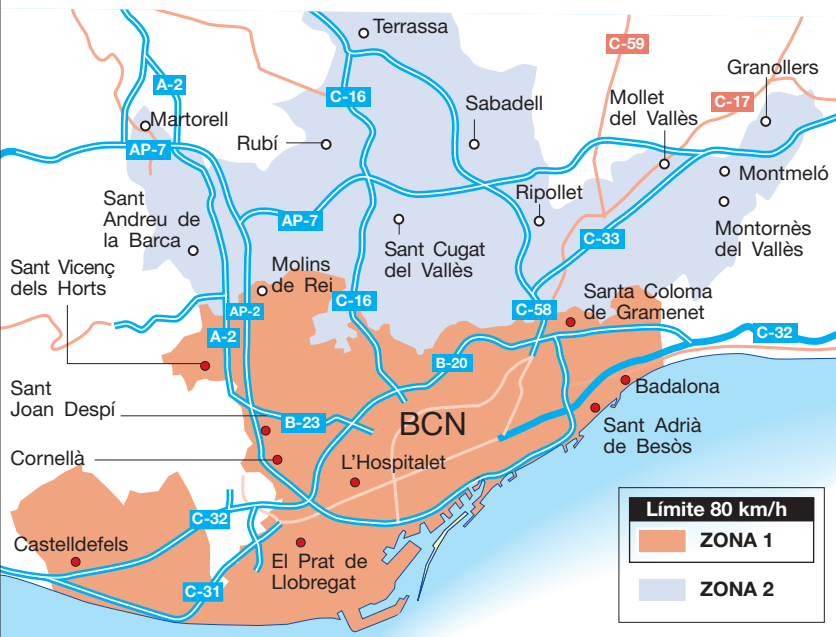 Terrassa
C-59
Granollers
A-2
C-16
Sabadell
Mollet
del Vallès
C-17
Martorell
Rubí
AP-7
Montmeló
Sant
Andreu de
la Barca
Ripollet
AP-7
Sant Cugat
del Vallès
C-33
Montornès
del Vallès
Sant Vicenç
dels Horts
Molins
de Rei
C-16
AP-2
C-58
Santa Coloma
de Gramenet
A-2
C-32
B-20
Sant
Joan Despí
B-23
BCN
Badalona
Sant Adrià
de Besòs
Cornellà
L'Hospitalet
C-32
Límite 80 km/h
ZONA 1
Castelldefels
El Prat de
Llobregat
C-31
ZONA 2